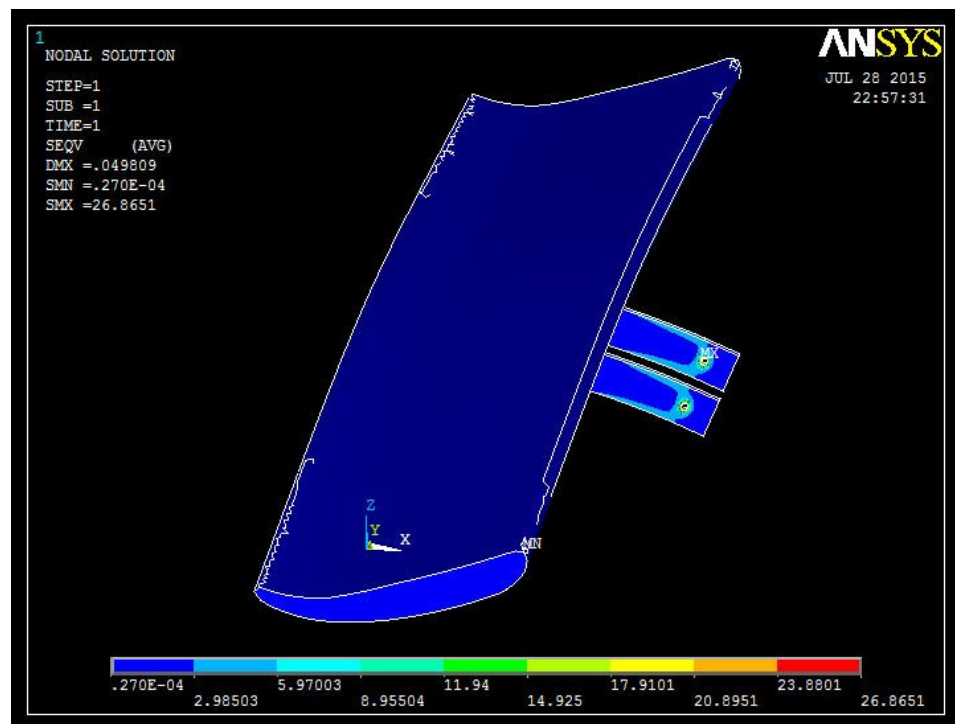 1
NODAL SOLUTION
STEP=1
SUB =1
TIME=1
SEQV (AVG)
DMX =.049809
SMN =.270E-04
SMX =26.8651
ANSYS
JUL 28 2015
22:57:31
MX
Z
Y
X
MN
.270E-04
5.97003
11.94
17.9101
23.8801
2.98503
8.95504
14.925
20.8951
26.8651